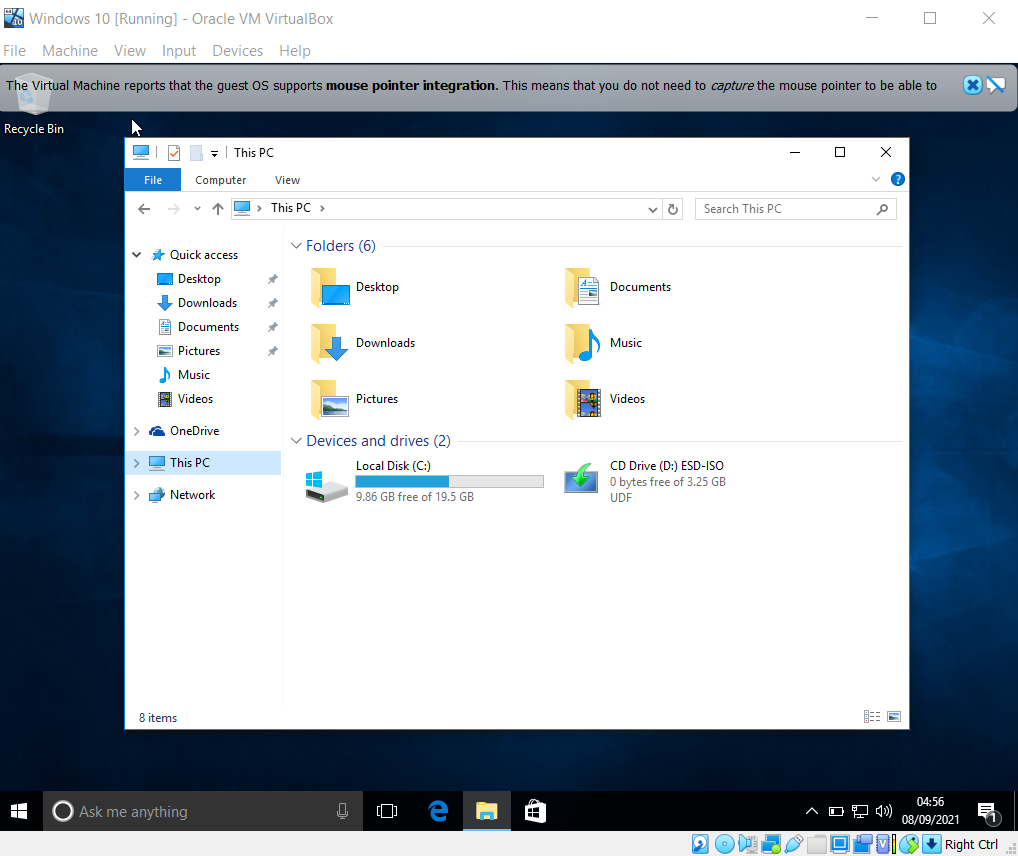 Windows 10 [Running] - Oracle VM VirtualBox
File Machine View Input Devices Help
The Virtual Machine reports that the guest OS supports mouse pointer integration. This means that you do not need to capture the mouse pointer to be able to
Recycle Bin
This PC
File Computer View
This PC
Search This PC
Quick access
Desktop
Downloads
Documents
Pictures
Music
Videos
OneDrive
This PC
Network
Folders (6)
Desktop
Documents
Downloads
Music
Pictures
Videos
Devices and drives (2)
Local Disk (C:)
9.86 GB free of 19.5 GB
CD Drive (D:) ESD-ISO
0 bytes free of 3.25 GB
UDF
8 items
Ask me anything
04:56
08/09/2021
1
Right Ctrl